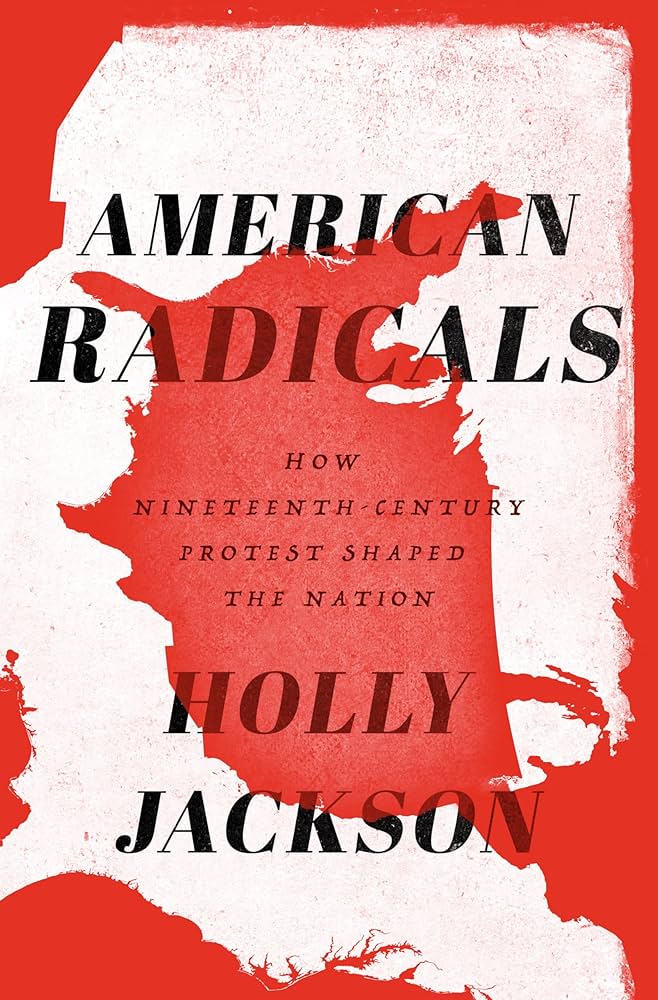 AMERICAN
RADICALS
HOW
NINETEENTH-CENTURY
PROTEST SHAPED
THE NATION
HOLLY
JACKSON